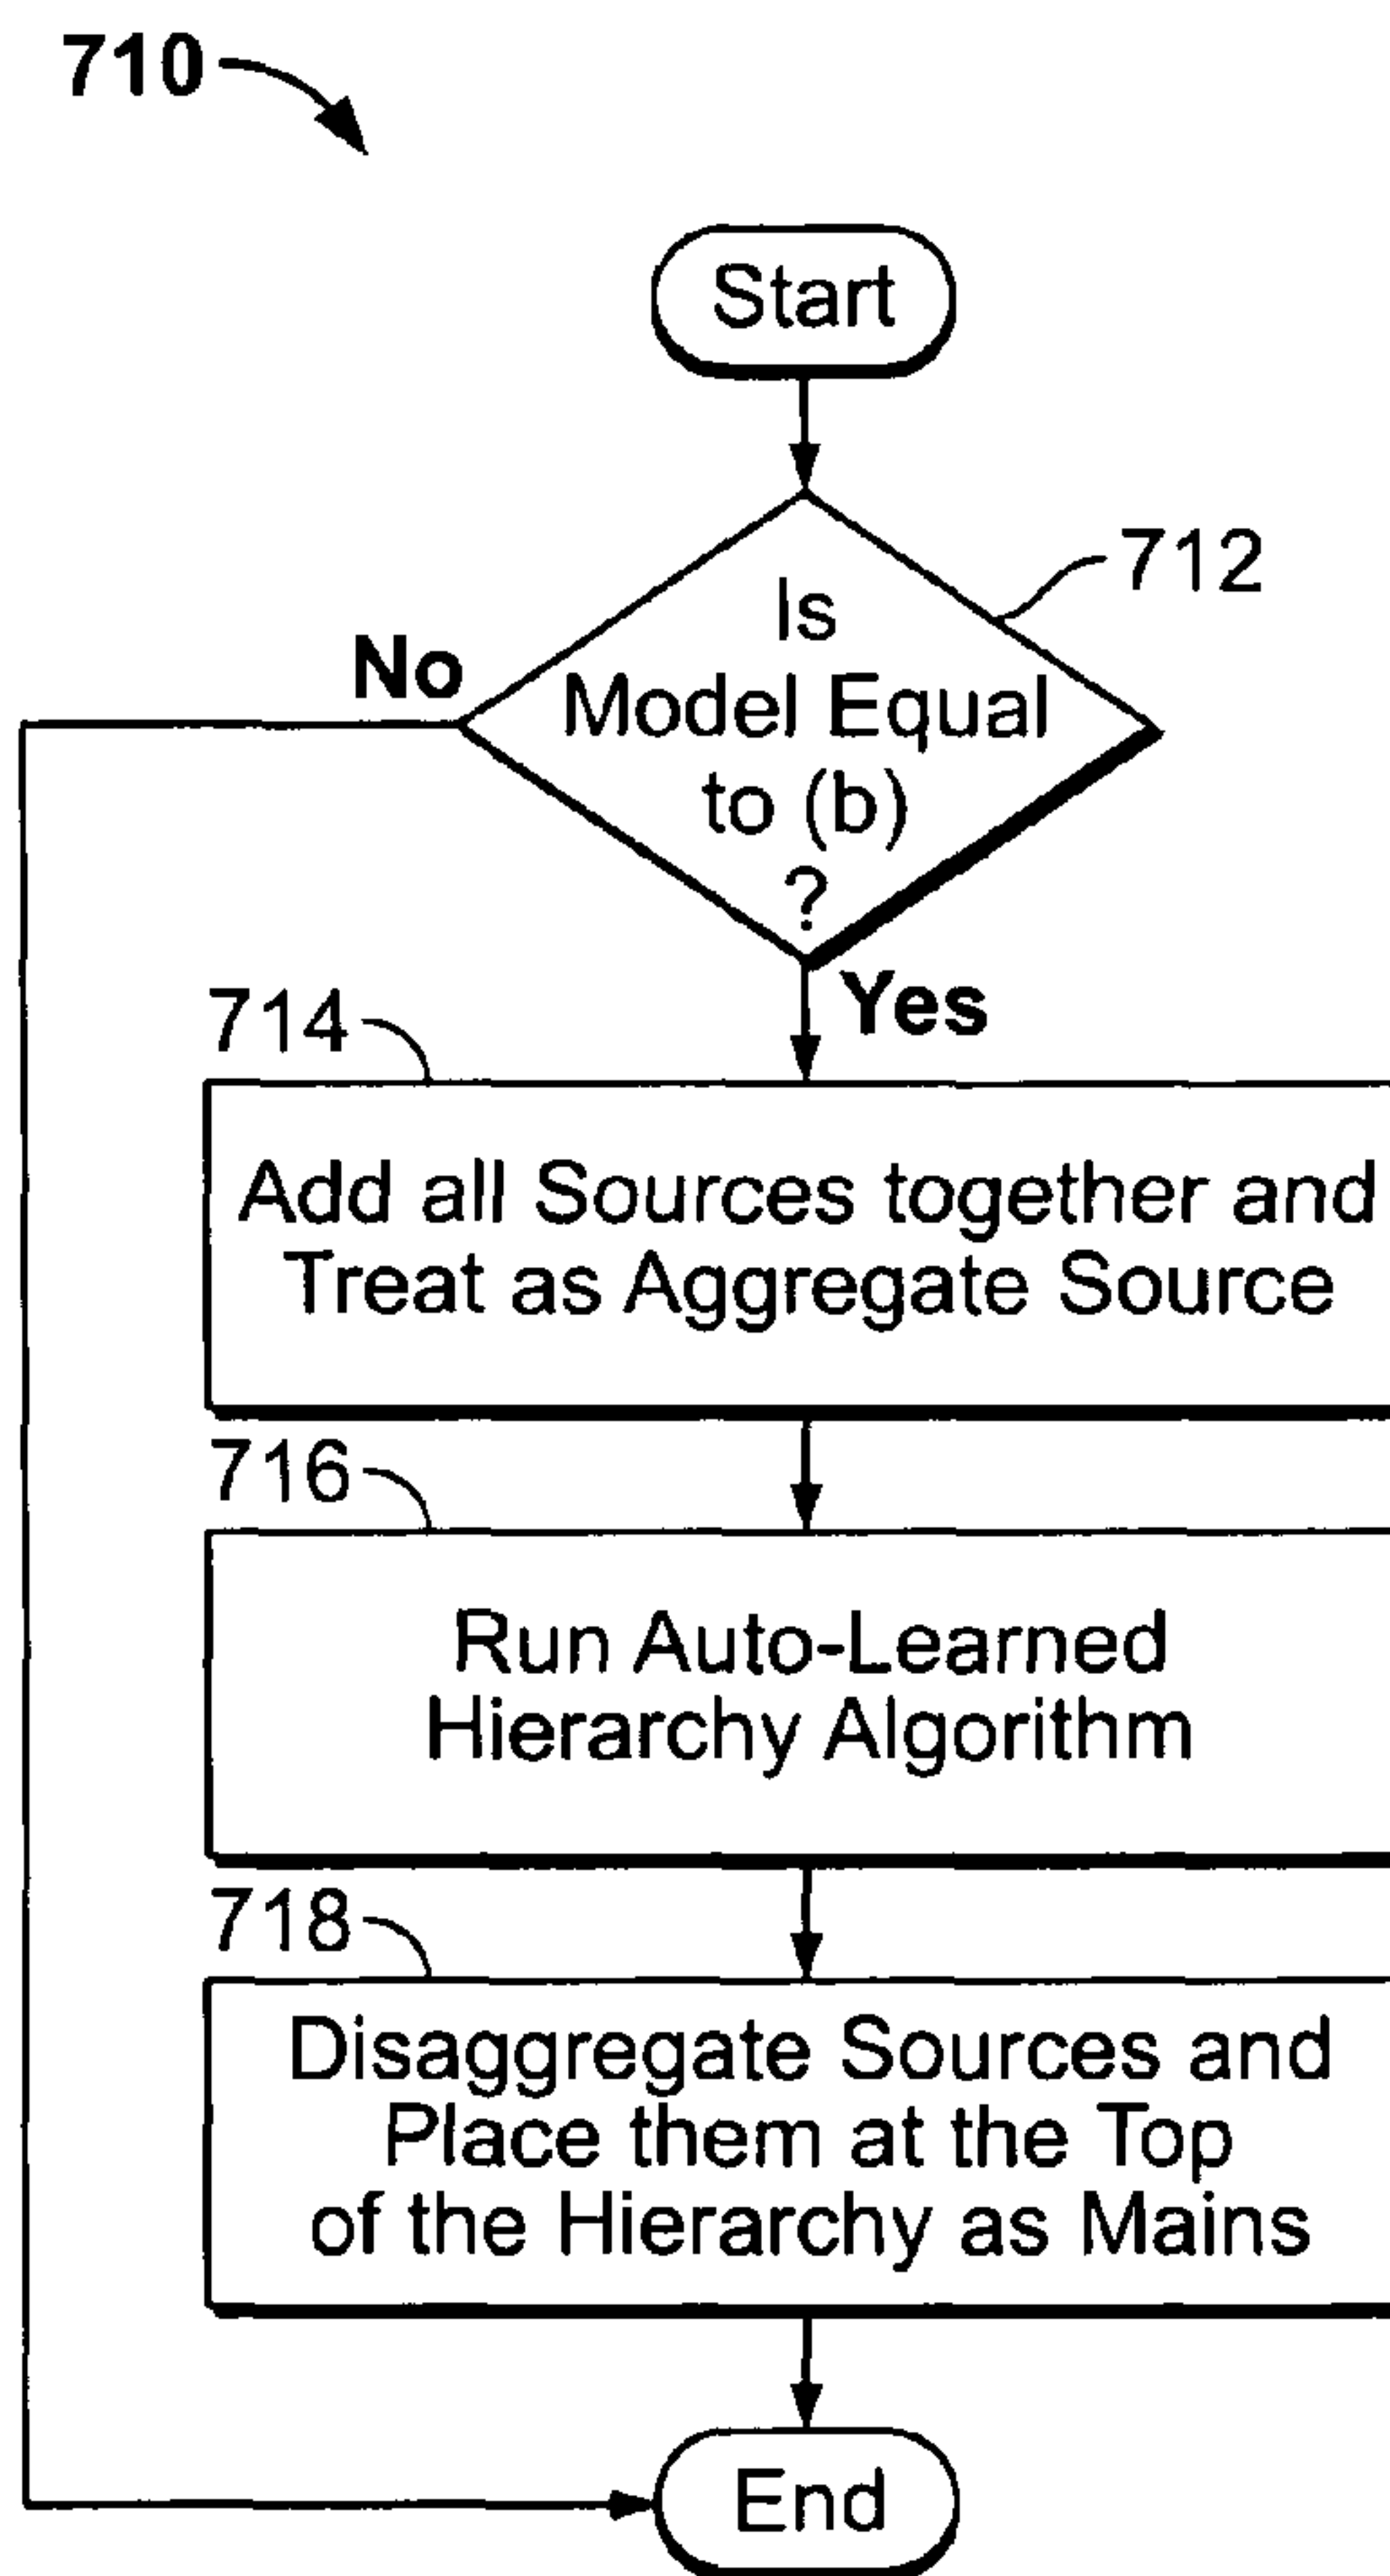 710
Start
712
Is
Model Equal
to (b)
?
No
Yes
714
Add all Sources together and
Treat as Aggregate Source
716
Run Auto-Learned
Hierarchy Algorithm
718
Disaggregate Sources and
Place them at the Top
of the Hierarchy as Mains
End